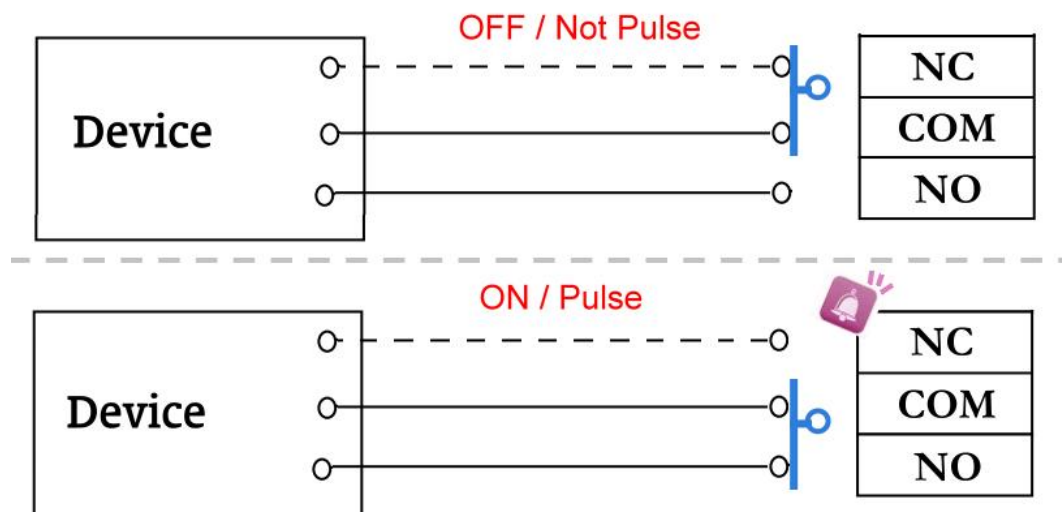 OFF / Not Pulse
NC
Device
COM
NO
ON / Pulse
NC
Device
COM
NO